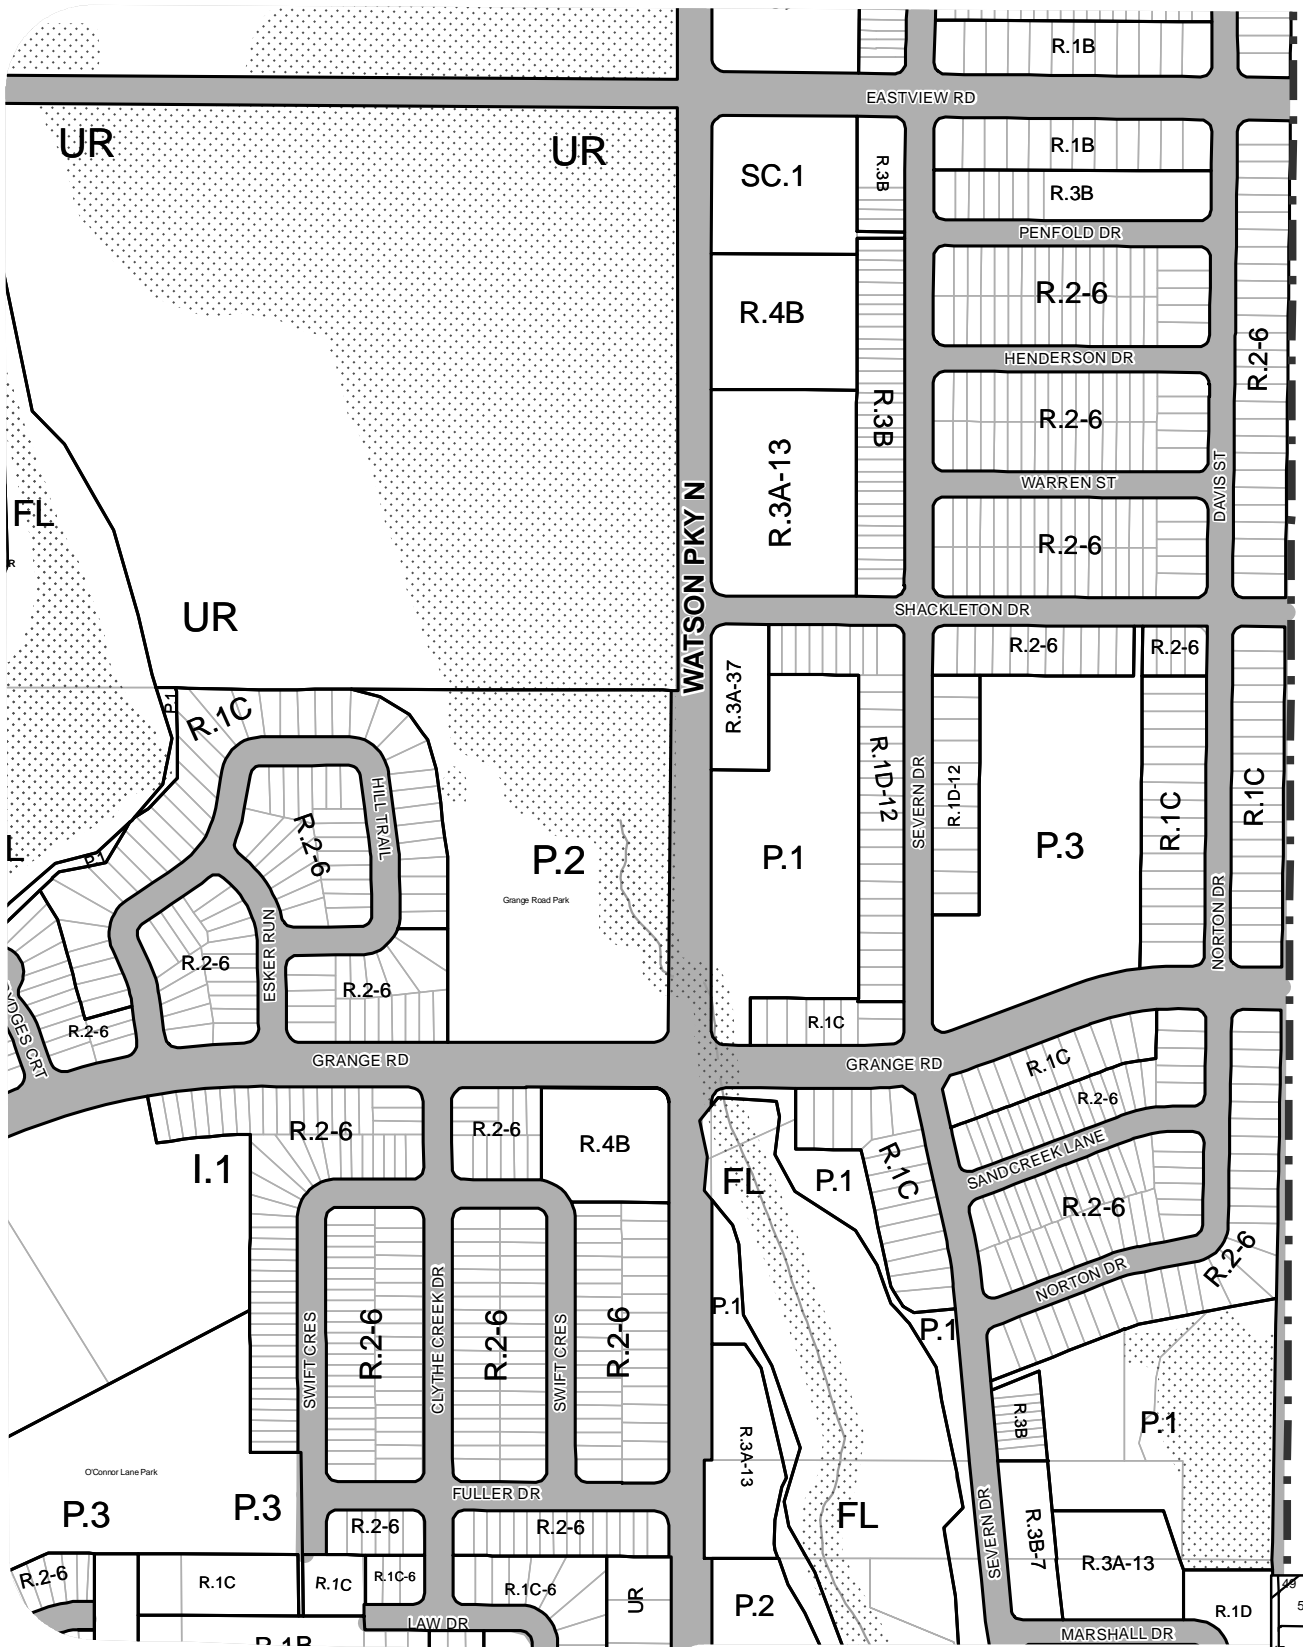 R.1B
EASTVIEW RD
UR
UR
SC.1
R.3B
R.1B
R.3B
PENFOLD DR
R.4B
R.2-6
R.2-6
HENDERSON DR
R.3B
R.2-6
R.3A-13
DAVIS ST
WARREN ST
FL
R
WATSON PKY N
R.2-6
UR
SHACKLETON DR
R.2-6
R.2-6
P.1
R.1C
R.3A-37
R.1D-12
SEVERN DR
R.1D-12
HILL TRAIL
R.2-6
R.1C
R.1C
L
P.1
P.2
Grange Road Park
P.1
P.3
NORTON DR
ESKER RUN
R.2-6
R.2-6
R.2-6
YDGES CRT
R.1C
GRANGE RD
GRANGE RD
R.1C
R.2-6
R.2-6
R.2-6
R.4B
I.1
SANDCREEK LANE
FL
P.1
R.1C
R.2-6
R.2-6
NORTON DR
P.1
P.1
SWIFT CRES
R.2-6
CLYTHE CREEK DR
R.2-6
SWIFT CRES
R.2-6
R.3B
P.1
R.3A-13
O'Connor Lane Park
FULLER DR
P.3
P.3
R.2-6
R.2-6
FL
SEVERN DR
R.3B-7
R.3A-13
R.2-6
R.1C
R.1C
R.1C-6
R.1C-6
UR
P.2
49
5
R.1D
LAW DR
MARSHALL DR
R.1B